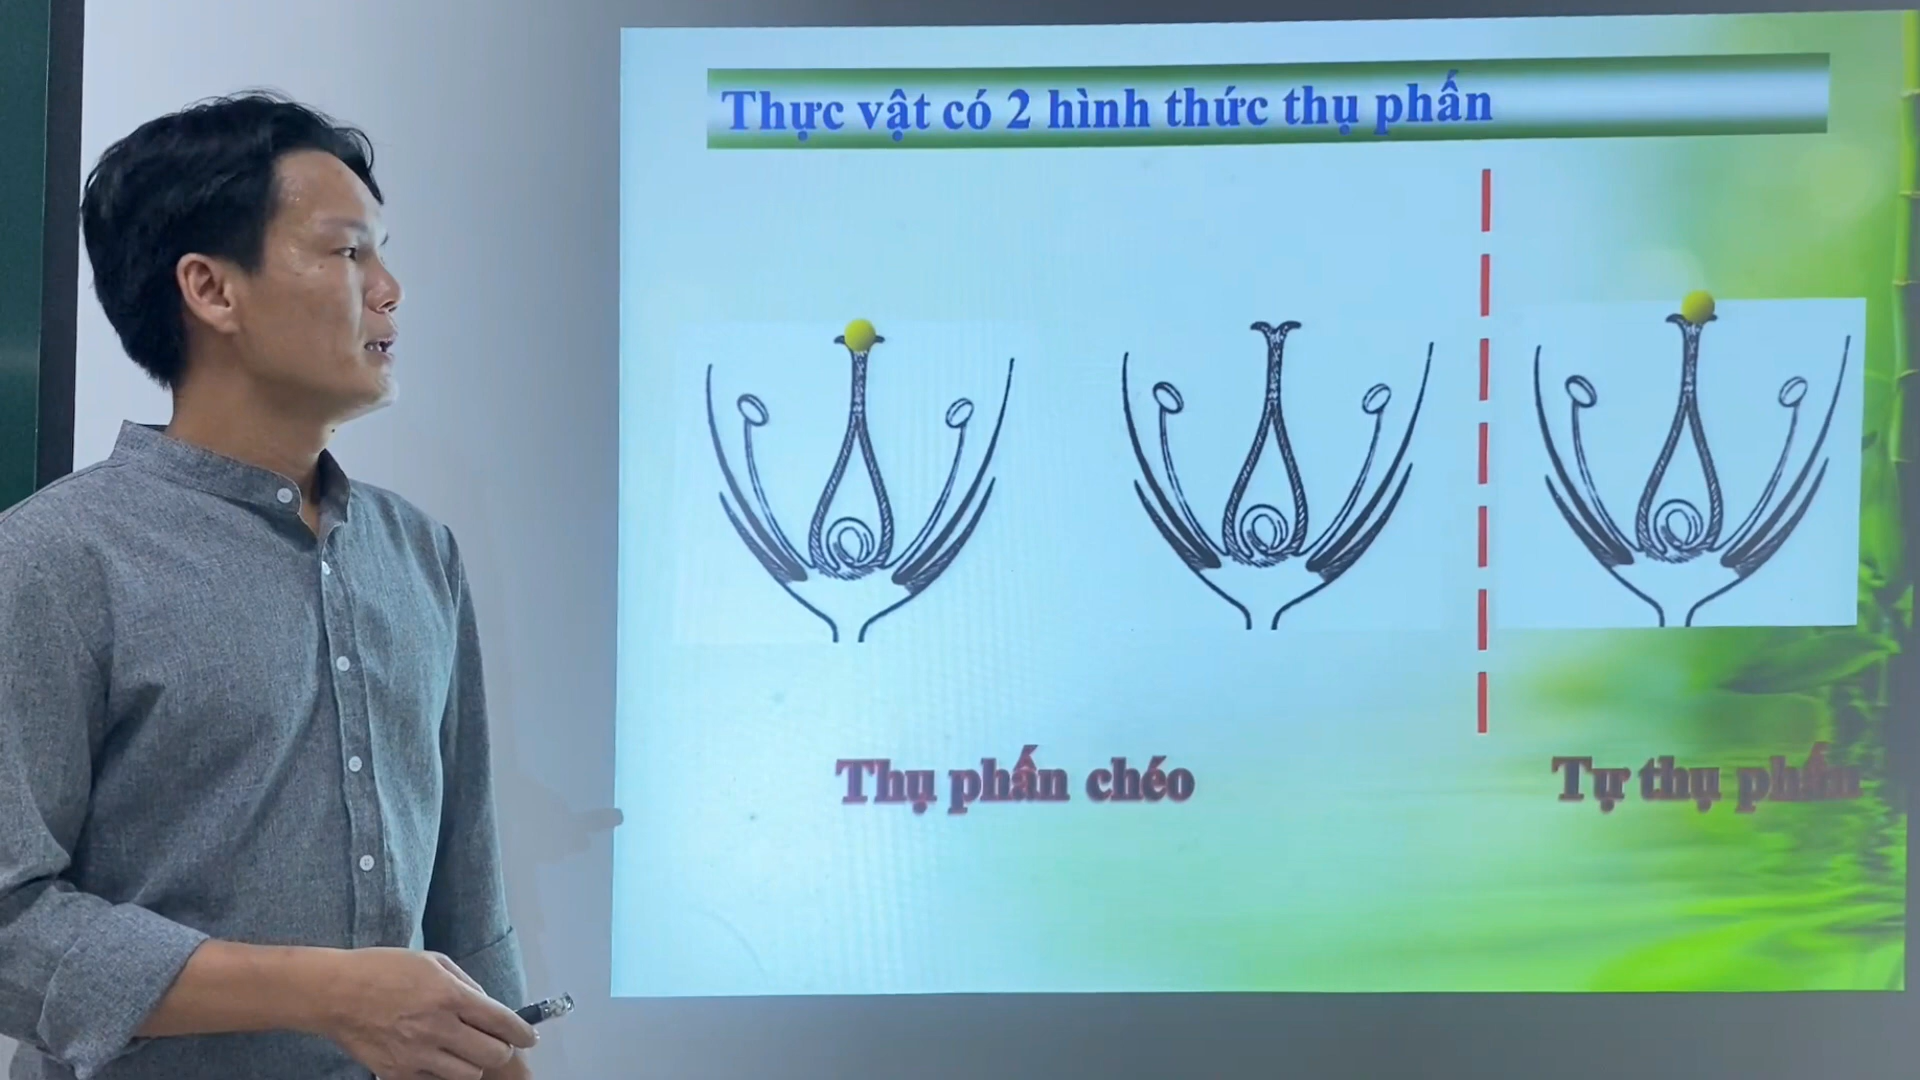 Thực vật có 2 hình thức thụ phấn
Thụ phấn chéo
Tự thụ phấn